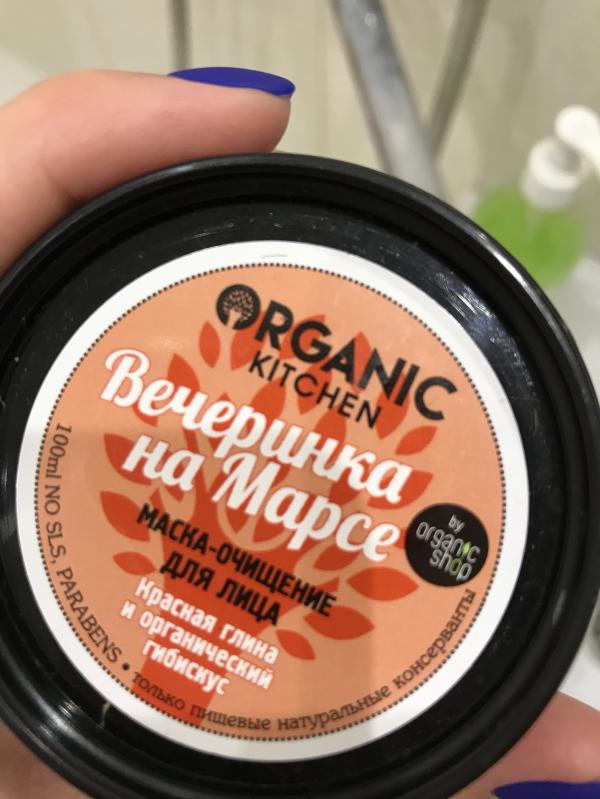 ORGANIC
KITCHEN
Вечеринка
на Марсе
by
organic
shop
МАСКА-ОЧИЩЕНИЕ
ДЛЯ ЛИЦА
Красная глина
и органический
гибискус
100ml NO SLS, PARABENS • только пищевые натуральные консерванты